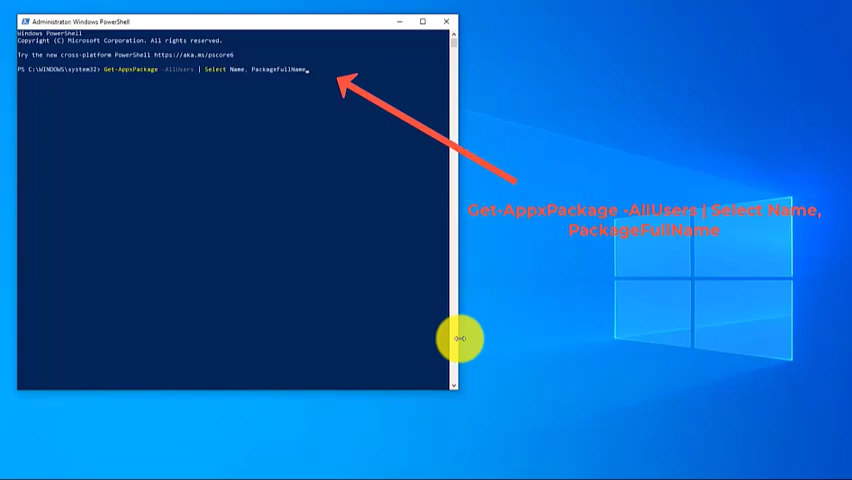 Administrator: Windows PowerShell
Windows PowerShell
Copyright (C) Microsoft Corporation. All rights reserved.
Try the new cross-platform PowerShell https://aka.ms/pscore6
PS C:\WINDOWS\system32> Get-AppxPackage -AllUsers | Select Name, PackageFullName
Get-AppxPackage -AllUsers | Select Name,
PackageFullName